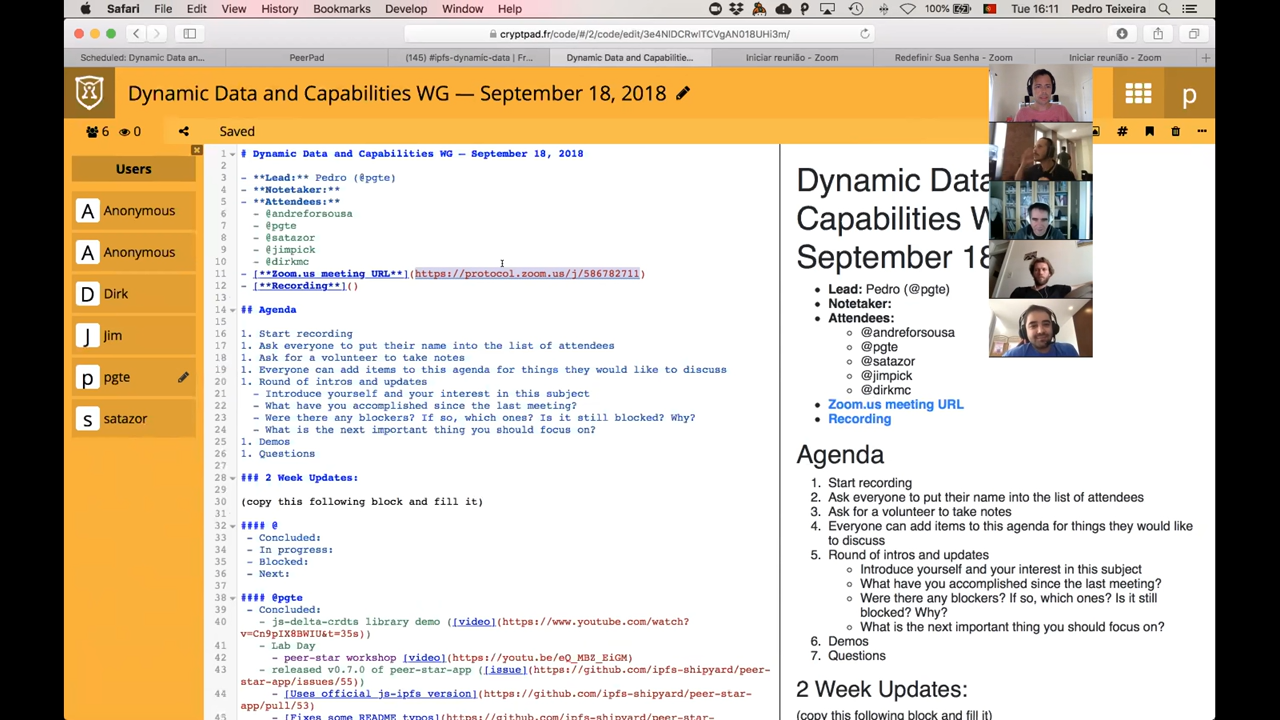 Safari File Edit View History Bookmarks Develop Window Help 100% Tue 16:11 Pedro Teixeira
cryptpad.fr/code/#/2/code/edit/3e4NlDCRwITCVgAN018UHi3m/
Scheduled: Dynamic Data an... PeerPad (145) #ipfs-dynamic-data | Fr... Dynamic Data and Capabilitie... Iniciar reunião - Zoom Redefinir Sua Senha - Zoom Iniciar reunião - Zoom
Dynamic Data and Capabilities WG — September 18, 2018
p
6 0 Saved
Users
A Anonymous
A Anonymous
D Dirk
J Jim
p pgte
s satazor
1 # Dynamic Data and Capabilities WG — September 18, 2018
2
3 - **Lead:** Pedro (@pgte)
4 - **Notetaker:**
5 - **Attendees:**
6 - @andreforsousa
7 - @pgte
8 - @satazor
9 - @jimpick
10 - @dirkmc
11 - [**Zoom.us meeting URL**](https://protocol.zoom.us/j/586782711)
12 - [**Recording**]()
13
14 ## Agenda
15
16 1. Start recording
17 1. Ask everyone to put their name into the list of attendees
18 1. Ask for a volunteer to take notes
19 1. Everyone can add items to this agenda for things they would like to discuss
20 1. Round of intros and updates
21 - Introduce yourself and your interest in this subject
22 - What have you accomplished since the last meeting?
23 - Were there any blockers? If so, which ones? Is it still blocked? Why?
24 - What is the next important thing you should focus on?
25 1. Demos
26 1. Questions
27
28 ### 2 Week Updates:
29
30 (copy this following block and fill it)
31
32 #### @
33 - Concluded:
34 - In progress:
35 - Blocked:
36 - Next:
37
38 #### @pgte
39 - Concluded:
40 - js-delta-crdts library demo ([video](https://www.youtube.com/watch?
v=Cn9pIX8BWIU&t=35s))
41 - Lab Day
42 - peer-star workshop [video](https://youtu.be/eQ_MBZ_EiGM)
43 - released v0.7.0 of peer-star-app ([issue](https://github.com/ipfs-shipyard/peer-
star-app/issues/55))
44 - [Uses official js-ipfs version](https://github.com/ipfs-shipyard/peer-star-
app/pull/53)
45 - [Fixes some README typos](https://github.com/ipfs-shipyard/peer-star-
Dynamic Data
Capabilities W
September 18
Lead: Pedro (@pgte)
Notetaker:
Attendees:
@andreforsousa
@pgte
@satazor
@jimpick
@dirkmc
Zoom.us meeting URL
Recording
Agenda
1. Start recording
2. Ask everyone to put their name into the list of attendees
3. Ask for a volunteer to take notes
4. Everyone can add items to this agenda for things they would like
to discuss
5. Round of intros and updates
Introduce yourself and your interest in this subject
What have you accomplished since the last meeting?
Were there any blockers? If so, which ones? Is it still
blocked? Why?
What is the next important thing you should focus on?
6. Demos
7. Questions
2 Week Updates:
(copy this following block and fill it)